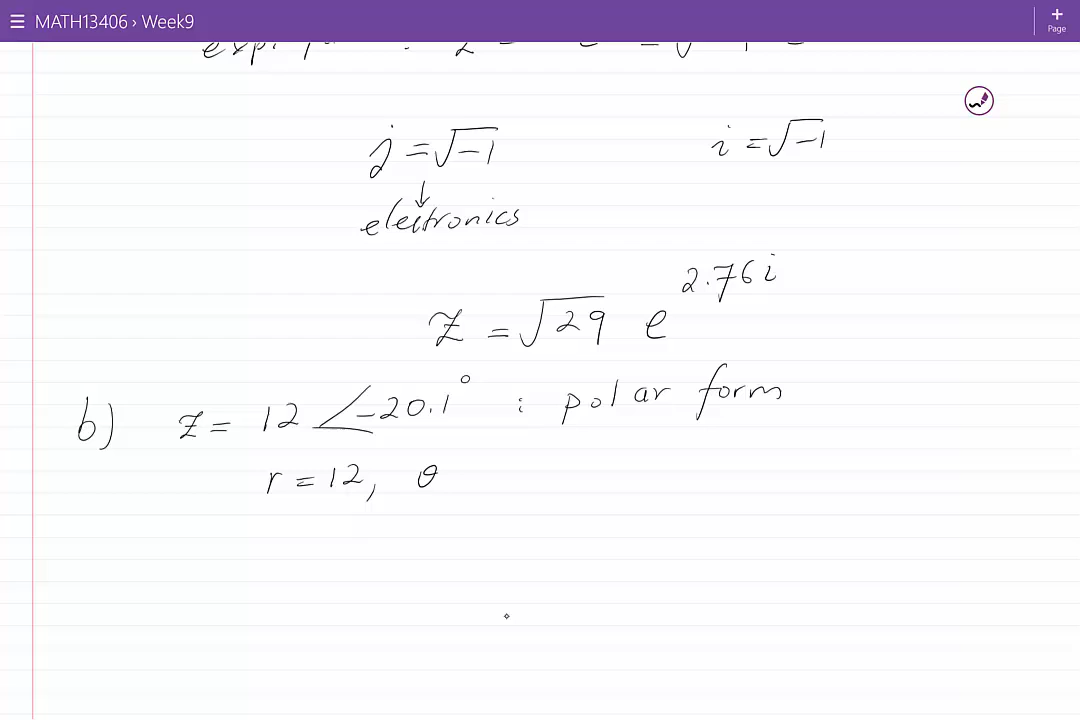 MATH13406 › Week9
+
Page
j = √-1 i = √-1
↓
electronics
z = √29 e^2.76i
b) z = 12 ∠-20.1° : polar form
r = 12, θ